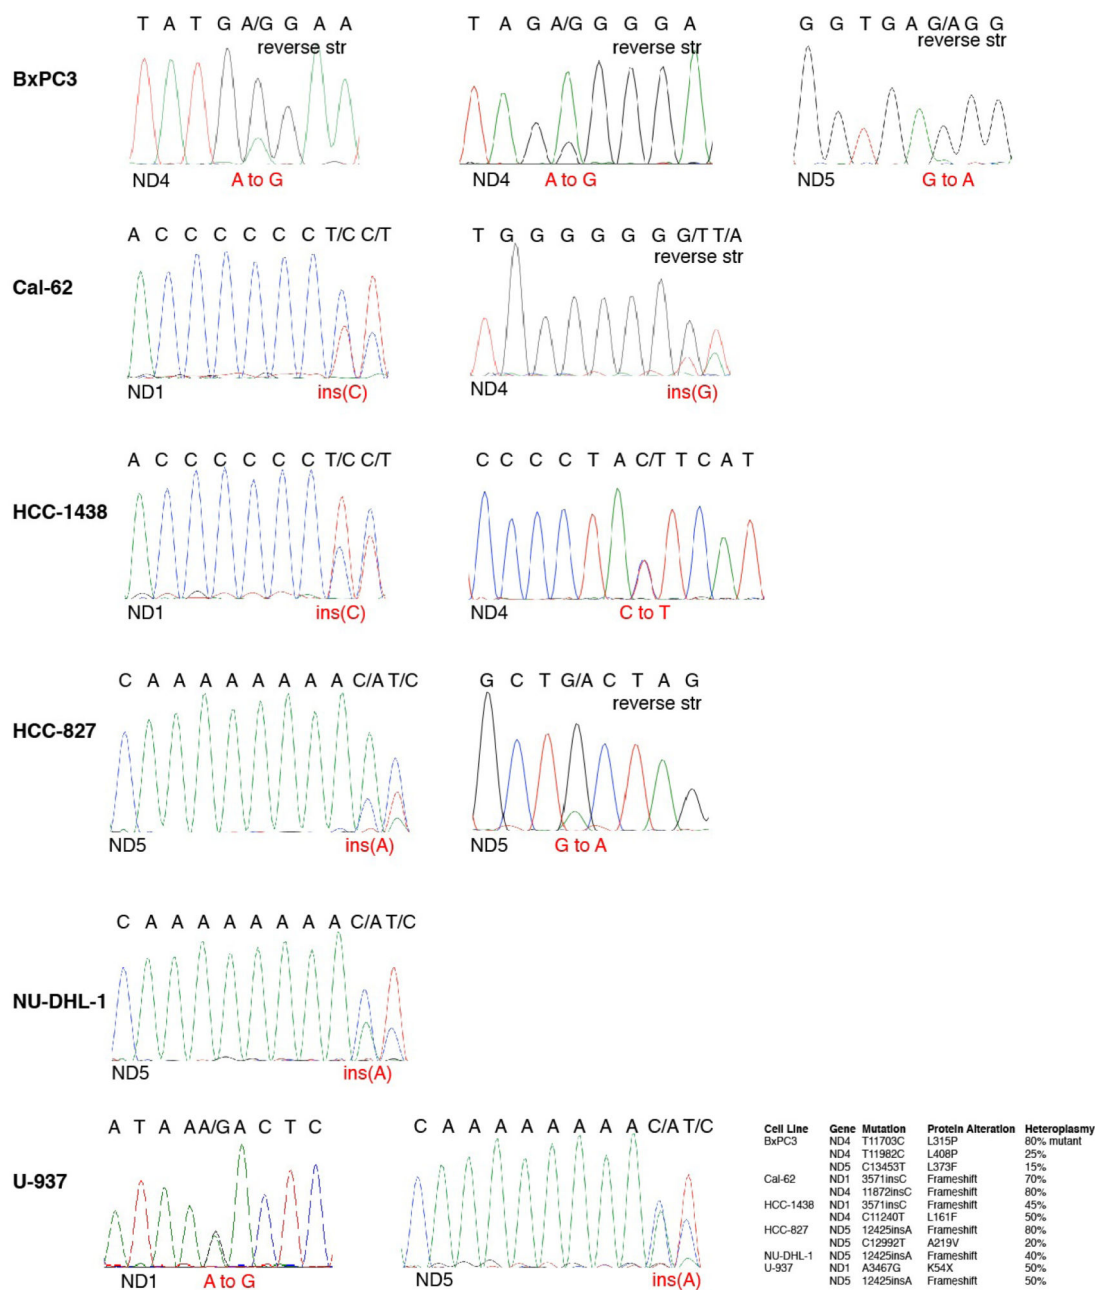 T A T G A/G G A A
reverse str
T A G A/G G G G A
reverse str
G G T G A G/A G G
reverse str
BxPC3
ND4 A to G
ND4 A to G
ND5 G to A
A C C C C C C T/C C/T
T G G G G G G G/T T/A
reverse str
Cal-62
ND1 ins(C)
ND4 ins(G)
A C C C C C C T/C C/T
C C C C T A C/T T C A T
HCC-1438
ND1 ins(C)
ND4 C to T
C A A A A A A A A C/A T/C
G C T G/A C T A G
reverse str
HCC-827
ND5 ins(A)
ND5 G to A
C A A A A A A A A C/A T/C
NU-DHL-1
ND5 ins(A)
A T A A A/G A C T C
C A A A A A A A A C/A T/C
U-937
ND1 A to G
ND5 ins(A)
Cell Line Gene Mutation Protein Alteration Heteroplasmy
BxPC3 ND4 T11703C L315P 80% mutant
ND4 T11982C L408P 25%
ND5 C13453T L373F 15%
Cal-62 ND1 3571insC Frameshift 70%
ND4 11872insC Frameshift 80%
HCC-1438 ND1 3571insC Frameshift 45%
ND4 C11240T L161F 50%
HCC-827 ND5 12425insA Frameshift 80%
ND5 C12992T A219V 20%
NU-DHL-1 ND5 12425insA Frameshift 40%
U-937 ND1 A3467G K54X 50%
ND5 12425insA Frameshift 50%